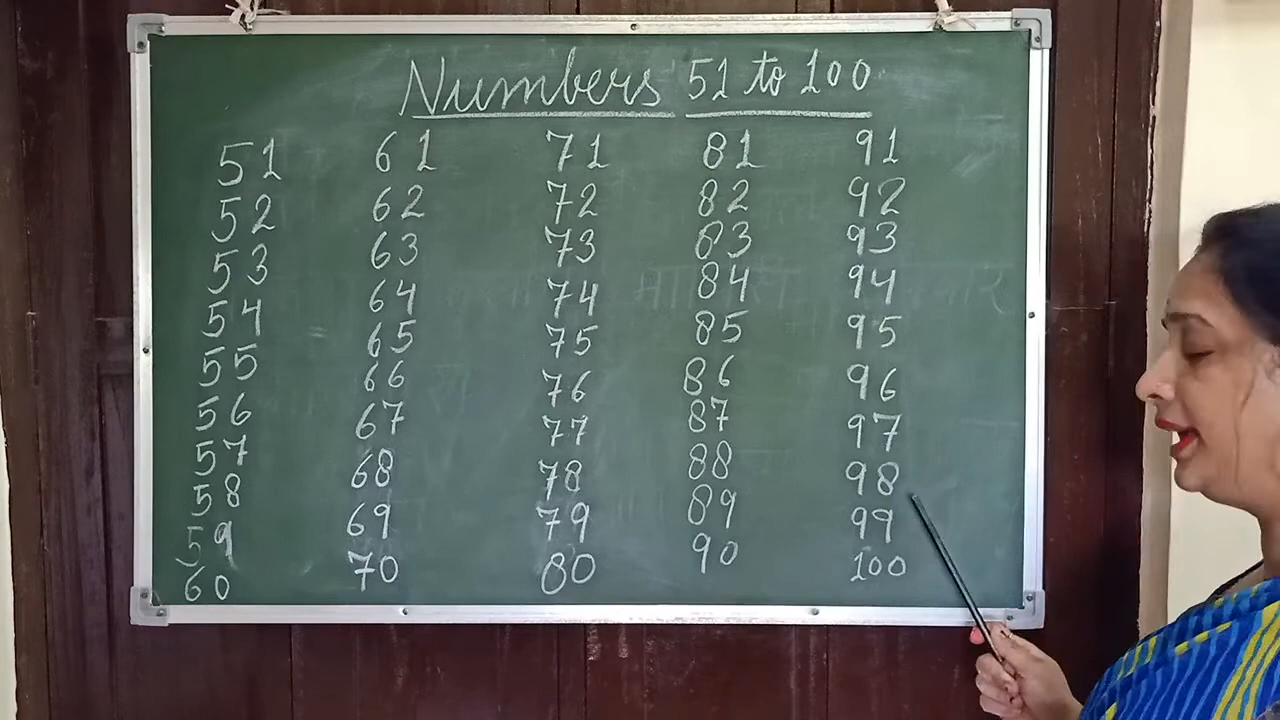 Numbers 51 to 100
51 61 71 81 91
52 62 72 82 92
53 63 73 83 93
54 64 74 84 94
55 65 75 85 95
56 66 76 86 96
57 67 77 87 97
58 68 78 88 98
59 69 79 89 99
60 70 80 90 100